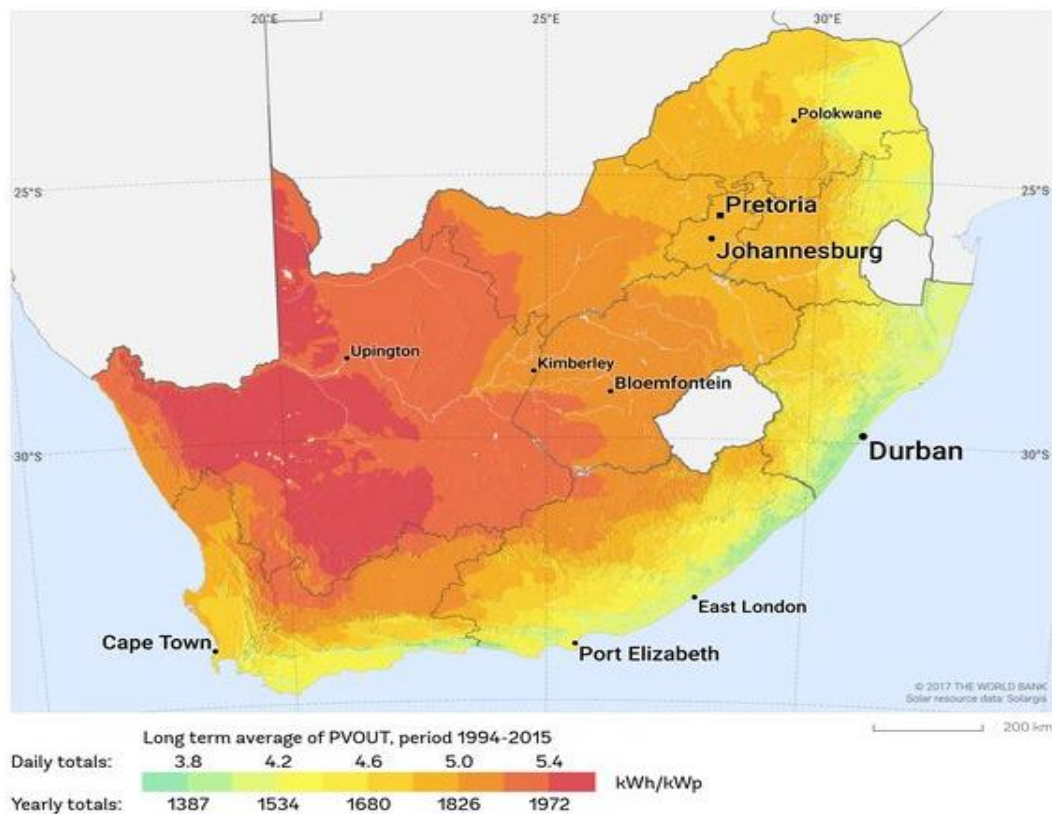 20°E 25°E 30°E
Polokwane
25°S 25°S
Pretoria
Johannesburg
Upington
Kimberley
Bloemfontein
Durban
30°S 30°S
East London
Cape Town
Port Elizabeth
© 2017 THE WORLD BANK
Solar resource data: Solargis
200 km
Long term average of PVOUT, period 1994-2015
Daily totals: 3.8 4.2 4.6 5.0 5.4
kWh/kWp
Yearly totals: 1387 1534 1680 1826 1972